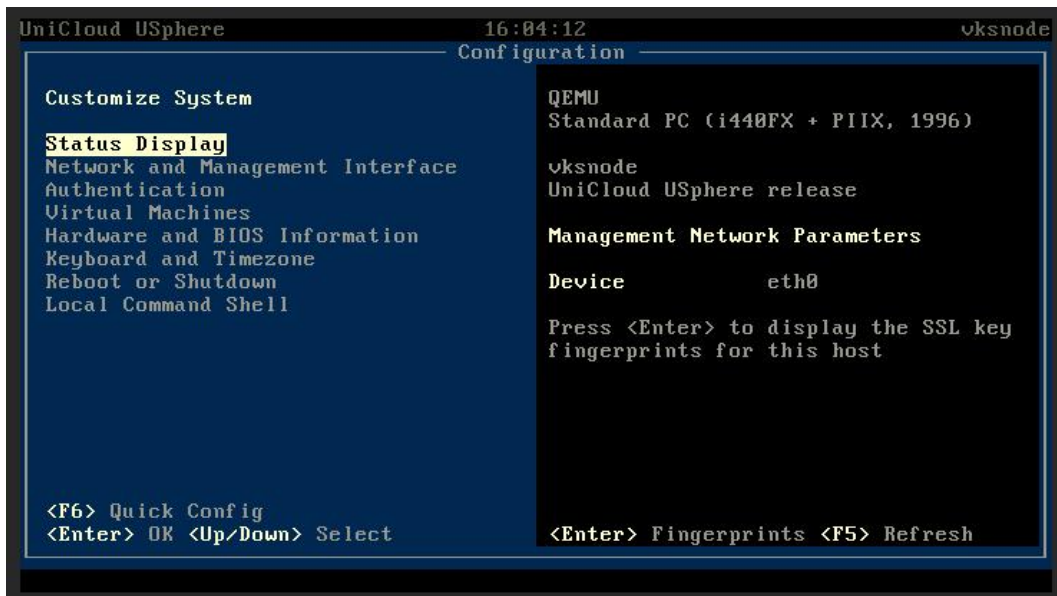 UniCloud USphere 16:04:12 vksnode
Configuration
Customize System
Status Display
Network and Management Interface
Authentication
Virtual Machines
Hardware and BIOS Information
Keyboard and Timezone
Reboot or Shutdown
Local Command Shell
<F6> Quick Config
<Enter> OK <Up/Down> Select
QEMU
Standard PC (i440FX + PIIX, 1996)
vksnode
UniCloud USphere release
Management Network Parameters
Device eth0
Press <Enter> to display the SSL key
fingerprints for this host
<Enter> Fingerprints <F5> Refresh